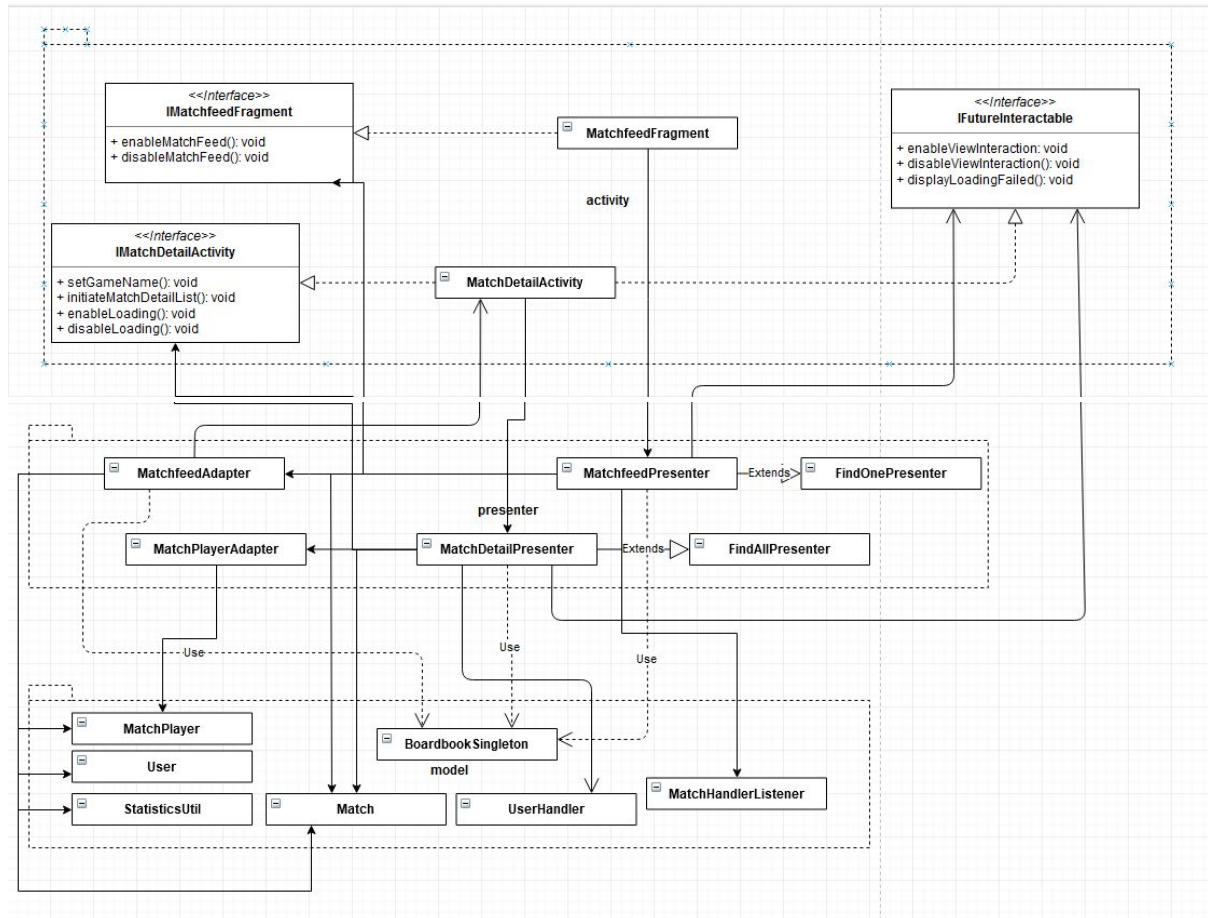 <<Interface>>
IMatchfeedFragment
+ enableMatchFeed(): void
+ disableMatchFeed(): void
MatchfeedFragment
<<Interface>>
IFutureInteractable
+ enableViewInteraction: void
+ disableViewInteraction(): void
+ displayLoadingFailed(): void
activity
<<Interface>>
IMatchDetailActivity
+ setGameName(): void
+ initiateMatchDetailList(): void
+ enableLoading(): void
+ disableLoading(): void
MatchDetailActivity
MatchfeedAdapter
MatchfeedPresenter
Extends
FindOnePresenter
presenter
MatchPlayerAdapter
MatchDetailPresenter
Extends
FindAllPresenter
Use
Use
Use
MatchPlayer
BoardbookSingleton
model
User
StatisticsUtil
Match
UserHandler
MatchHandlerListener